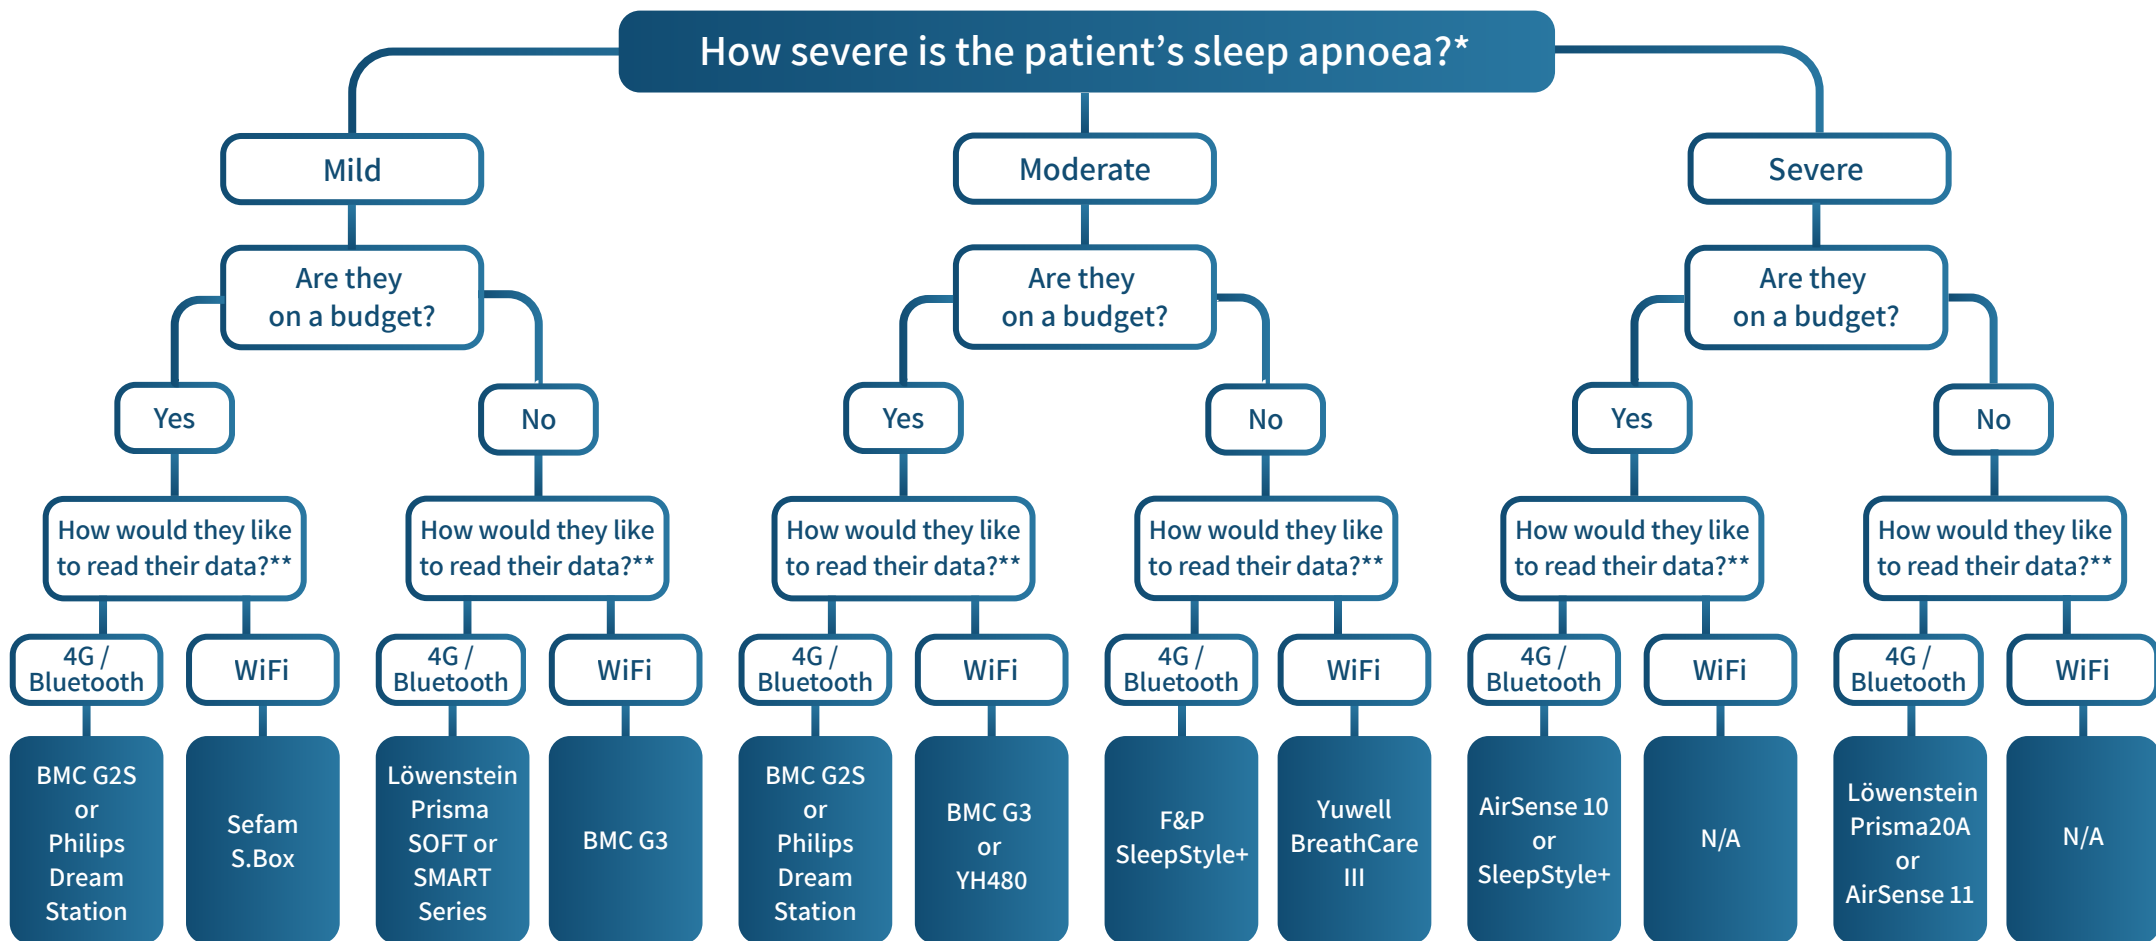 How severe is the patient’s sleep apnoea?*
Mild
Moderate
Severe
Are they
on a budget?
Are they
on a budget?
Are they
on a budget?
Yes
No
Yes
No
Yes
No
How would they like
to read their data?**
How would they like
to read their data?**
How would they like
to read their data?**
How would they like
to read their data?**
How would they like
to read their data?**
How would they like
to read their data?**
4G /
Bluetooth
WiFi
4G /
Bluetooth
WiFi
4G /
Bluetooth
WiFi
4G /
Bluetooth
WiFi
4G /
Bluetooth
WiFi
4G /
Bluetooth
WiFi
BMC G2S
or
Philips
Dream
Station
Sefam
S.Box
Löwenstein
Prisma
SOFT or
SMART
Series
BMC G3
BMC G2S
or
Philips
Dream
Station
BMC G3
or
YH480
F&P
SleepStyle+
Yuwell
BreathCare
III
AirSense 10
or
SleepStyle+
N/A
Löwenstein
Prisma20A
or
AirSense 11
N/A